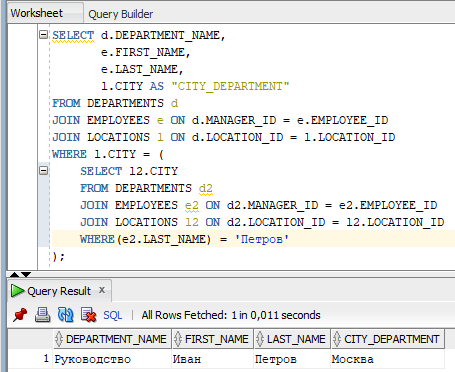 Worksheet Query Builder
SELECT d.DEPARTMENT_NAME,
e.FIRST_NAME,
e.LAST_NAME,
l.CITY AS "CITY_DEPARTMENT"
FROM DEPARTMENTS d
JOIN EMPLOYEES e ON d.MANAGER_ID = e.EMPLOYEE_ID
JOIN LOCATIONS l ON d.LOCATION_ID = l.LOCATION_ID
WHERE l.CITY = (
SELECT l2.CITY
FROM DEPARTMENTS d2
JOIN EMPLOYEES e2 ON d2.MANAGER_ID = e2.EMPLOYEE_ID
JOIN LOCATIONS l2 ON d2.LOCATION_ID = l2.LOCATION_ID
WHERE(e2.LAST_NAME) = 'Петров'
);
Query Result x
SQL | All Rows Fetched: 1 in 0,011 seconds
DEPARTMENT_NAME FIRST_NAME LAST_NAME CITY_DEPARTMENT
1 Руководство Иван Петров Москва